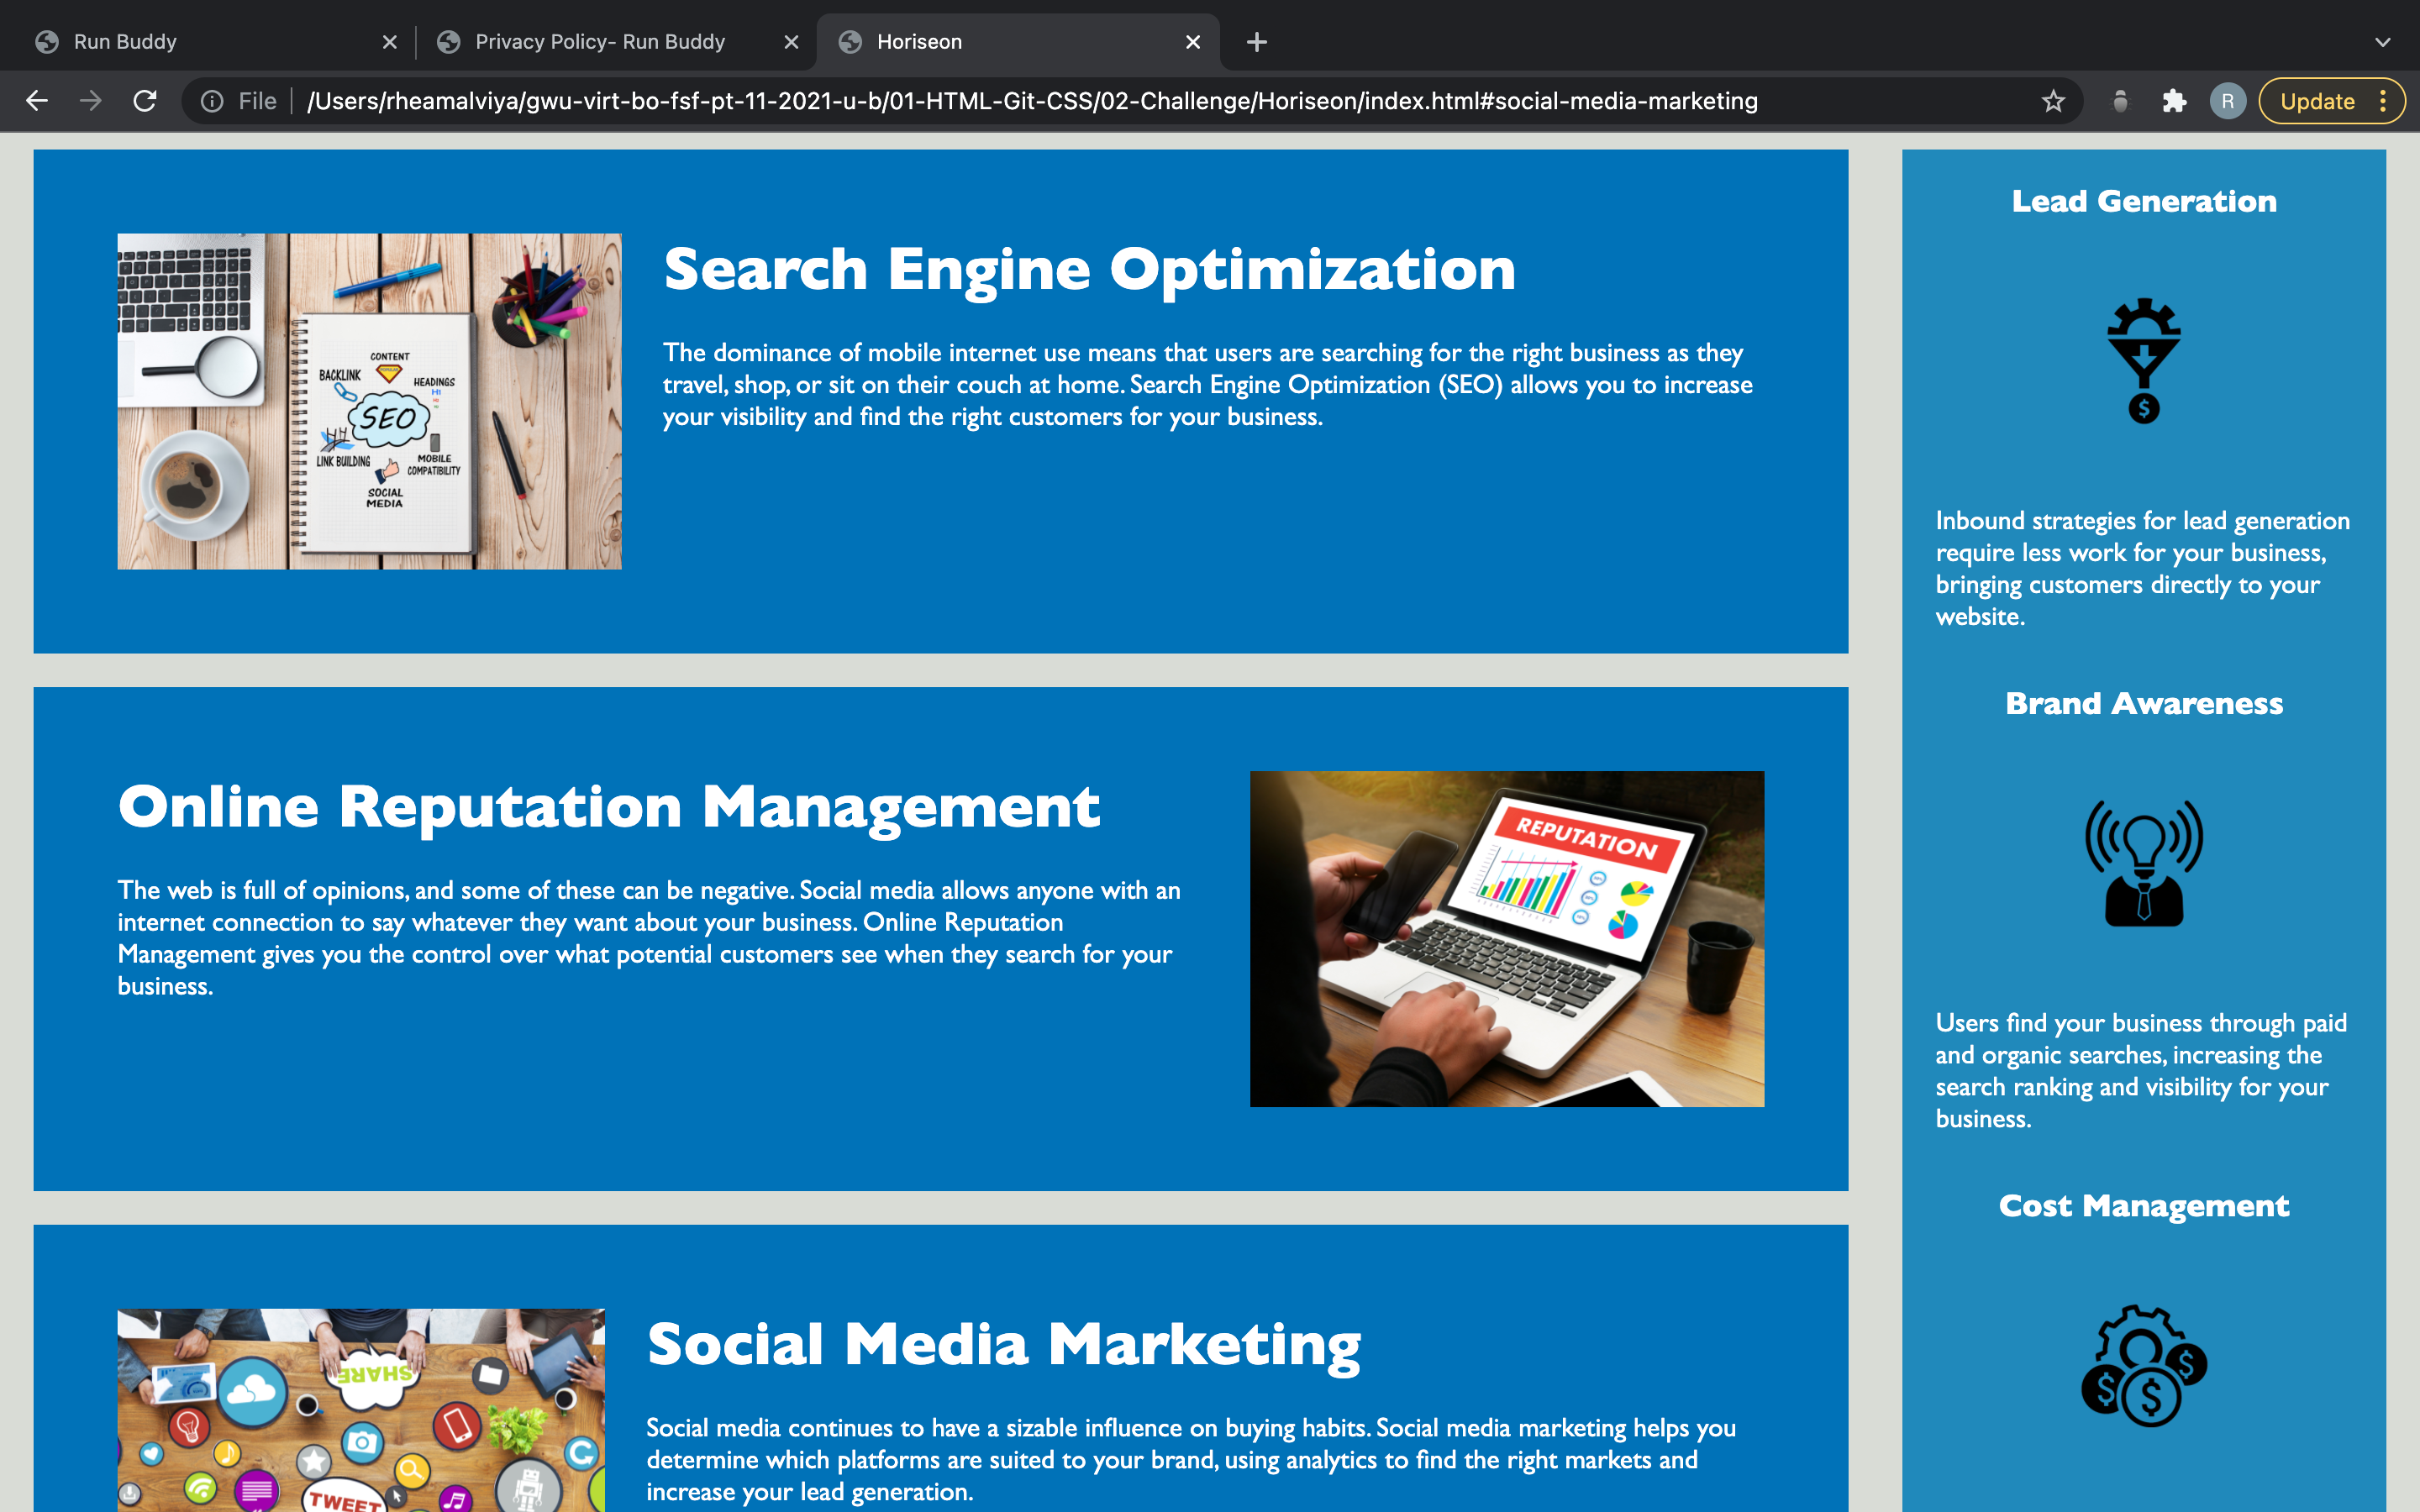 Run Buddy
Privacy Policy- Run Buddy
Horiseon
File
/Users/rheamalviya/gwu-virt-bo-fsf-pt-11-2021-u-b/01-HTML-Git-CSS/02-Challenge/Horiseon/index.html#social-media-marketing
R
Update
CONTENT
BACKLINK
HEADINGS
H1
SEO
LINK BUILDING
MOBILE
COMPATIBILITY
SOCIAL
MEDIA
Search Engine Optimization
The dominance of mobile internet use means that users are searching for the right business as they
travel, shop, or sit on their couch at home. Search Engine Optimization (SEO) allows you to increase
your visibility and find the right customers for your business.
Online Reputation Management
The web is full of opinions, and some of these can be negative. Social media allows anyone with an
internet connection to say whatever they want about your business. Online Reputation
Management gives you the control over what potential customers see when they search for your
business.
REPUTATION
SHARE
TWEET
Social Media Marketing
Social media continues to have a sizable influence on buying habits. Social media marketing helps you
determine which platforms are suited to your brand, using analytics to find the right markets and
increase your lead generation.
Lead Generation
$
Inbound strategies for lead generation
require less work for your business,
bringing customers directly to your
website.
Brand Awareness
Users find your business through paid
and organic searches, increasing the
search ranking and visibility for your
business.
Cost Management
$
$
$